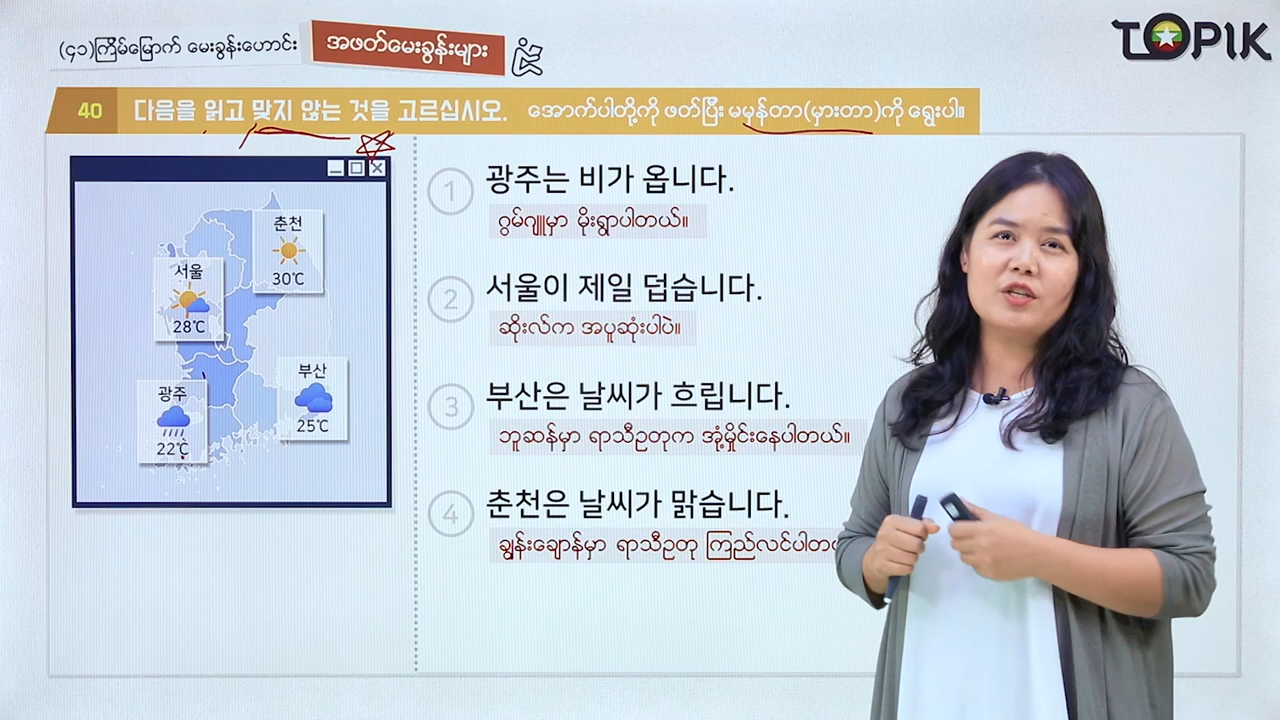 (၄၁)ကြိမ်မြောက် မေးခွန်းဟောင်း အဖတ်မေးခွန်းများ
TOPIK
40 다음을 읽고 맞지 않는 것을 고르십시오. အောက်ပါတို့ကို ဖတ်ပြီး မမှန်တာ(မှားတာ)ကို ရွေးပါ။
춘천
30℃
서울
28℃
부산
25℃
광주
22℃
1 광주는 비가 옵니다.
ဂွမ်ဂျူမှာ မိုးရွာပါတယ်။
2 서울이 제일 덥습니다.
ဆိုးလ်က အပူဆုံးပါပဲ။
3 부산은 날씨가 흐립니다.
ဘူဆန်မှာ ရာသီဥတုက အုံ့မှိုင်းနေပါတယ်။
4 춘천은 날씨가 맑습니다.
ချွန်းချောန်မှာ ရာသီဥတု ကြည်လင်ပါတ